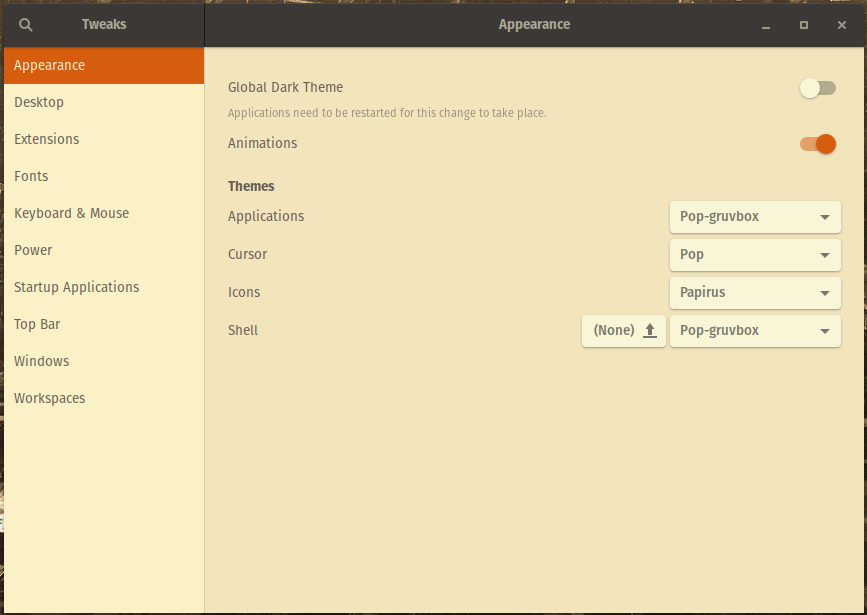 Tweaks
Appearance
Appearance
Desktop
Extensions
Fonts
Keyboard & Mouse
Power
Startup Applications
Top Bar
Windows
Workspaces
Global Dark Theme
Applications need to be restarted for this change to take place.
Animations
Themes
Applications Pop-gruvbox
Cursor Pop
Icons Papirus
Shell (None) Pop-gruvbox